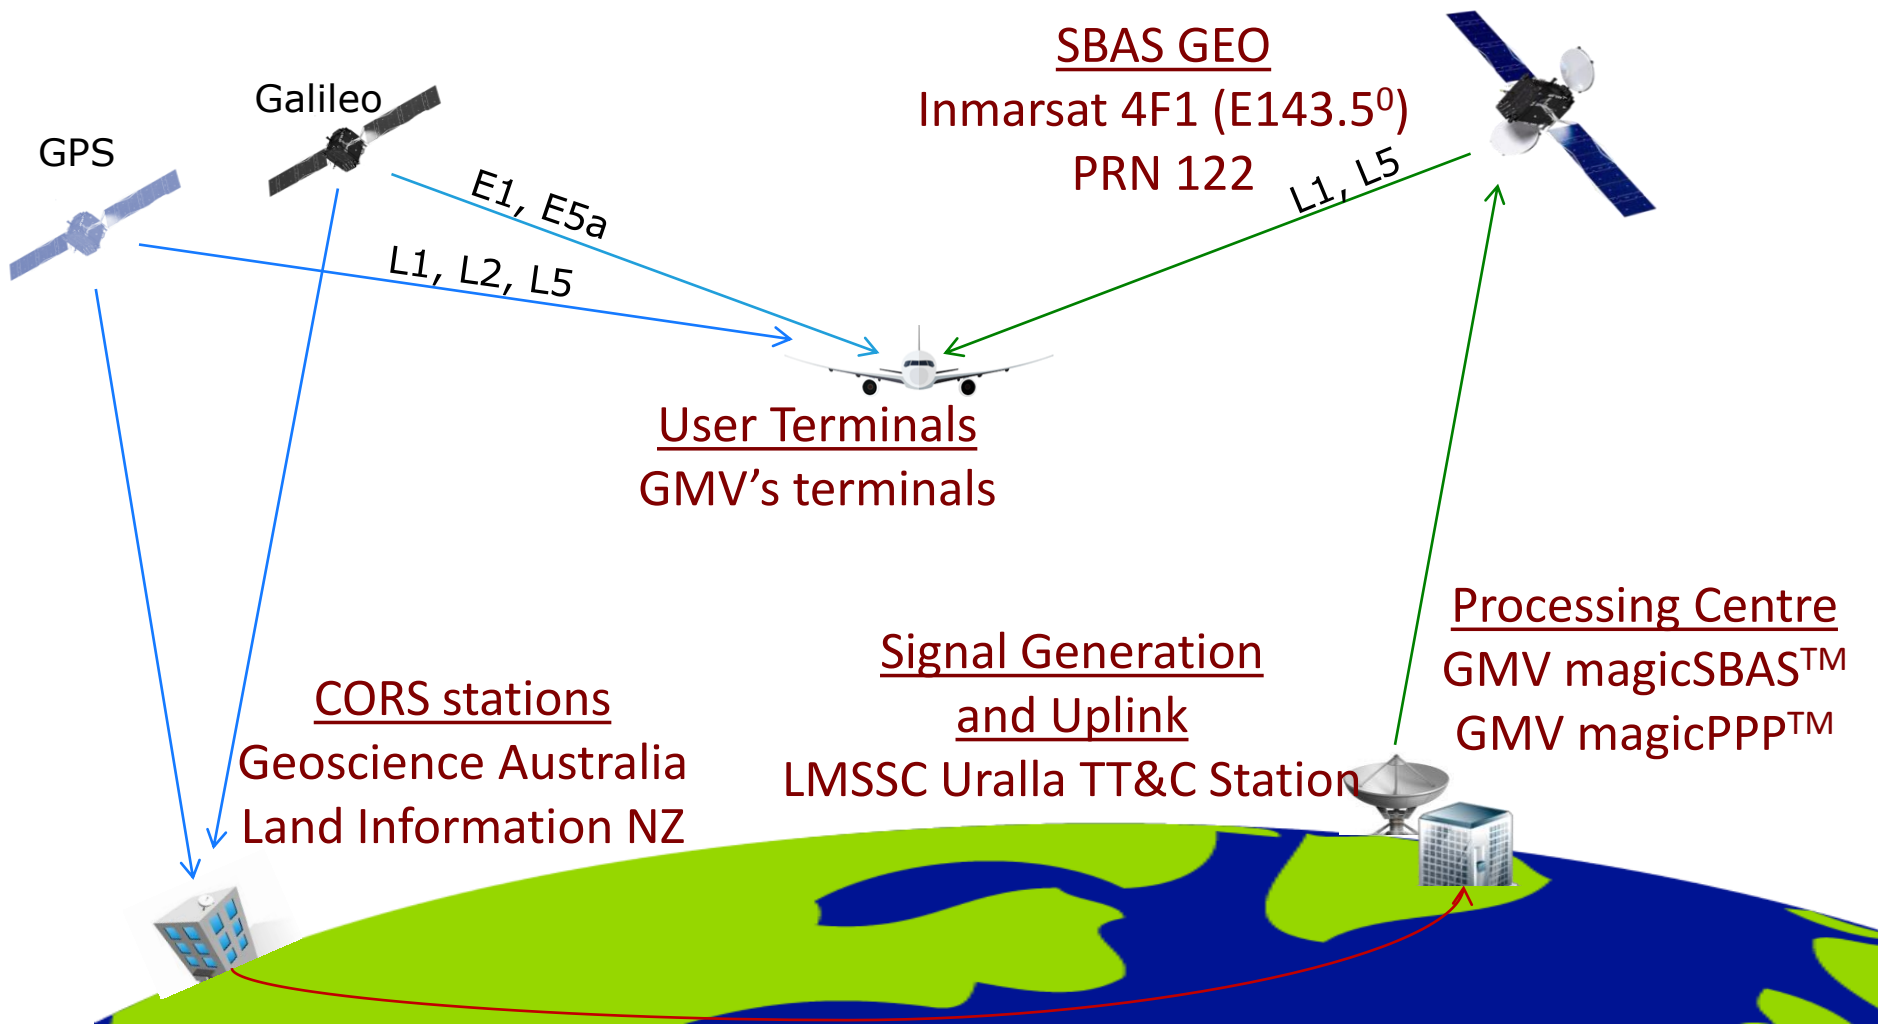 SBAS GEO
Inmarsat 4F1 (E143.5⁰)
PRN 122
Galileo
GPS
E1, E5a
L1, L2, L5
L1, L5
User Terminals
GMV’s terminals
CORS stations
Geoscience Australia
Land Information NZ
Signal Generation
and Uplink
LMSSC Uralla TT&C Station
Processing Centre
GMV magicSBAS™
GMV magicPPP™